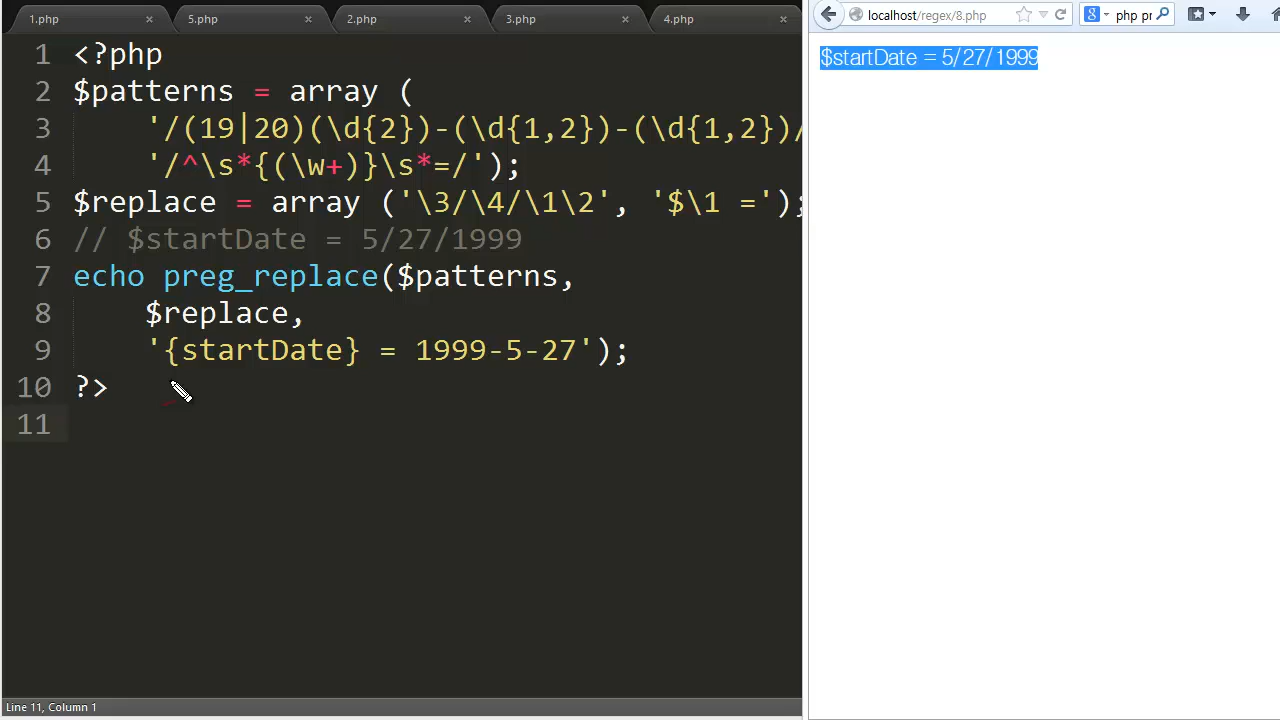 1.php 5.php 2.php 3.php 4.php
localhost/regex/8.php php pr
1 <?php
2 $patterns = array (
3 '/(19|20)(\d{2})-(\d{1,2})-(\d{1,2})/
4 '/^\s*{(\w+)}\s*=/');
5 $replace = array ('\3/\4/\1\2', '$\1 =');
6 // $startDate = 5/27/1999
7 echo preg_replace($patterns,
8 $replace,
9 '{startDate} = 1999-5-27');
10 ?>
11
Line 11, Column 1
$startDate = 5/27/1999